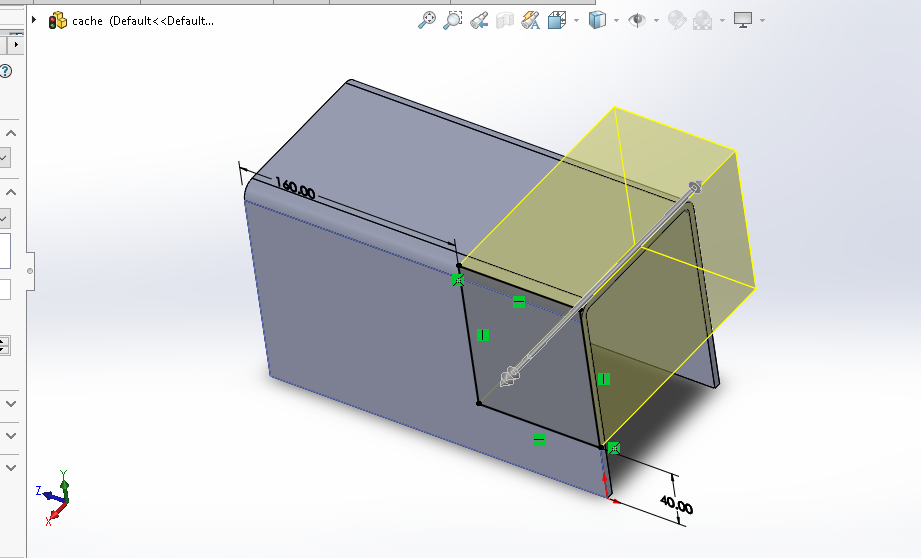 cache (Default<<Default...
160.00
40.00
Y
Z
X